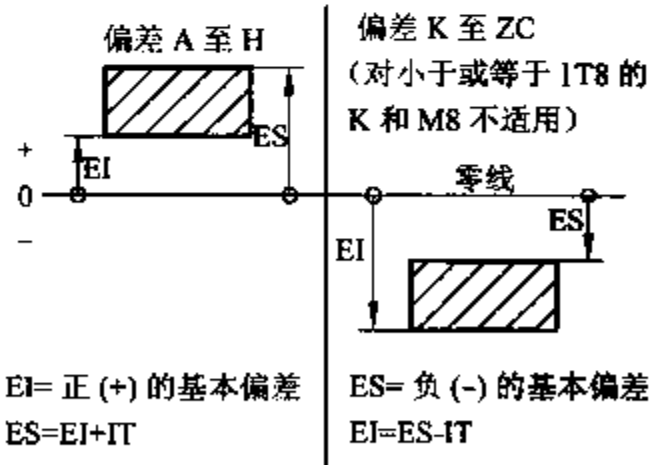 偏差 A 至 H
ES
EI
+
0
−
EI= 正 (+) 的基本偏差
ES=EI+IT
偏差 K 至 ZC
（对小于或等于 IT8 的
K 和 M8 不适用）
零线
ES
EI
ES= 负 (−) 的基本偏差
EI=ES-IT